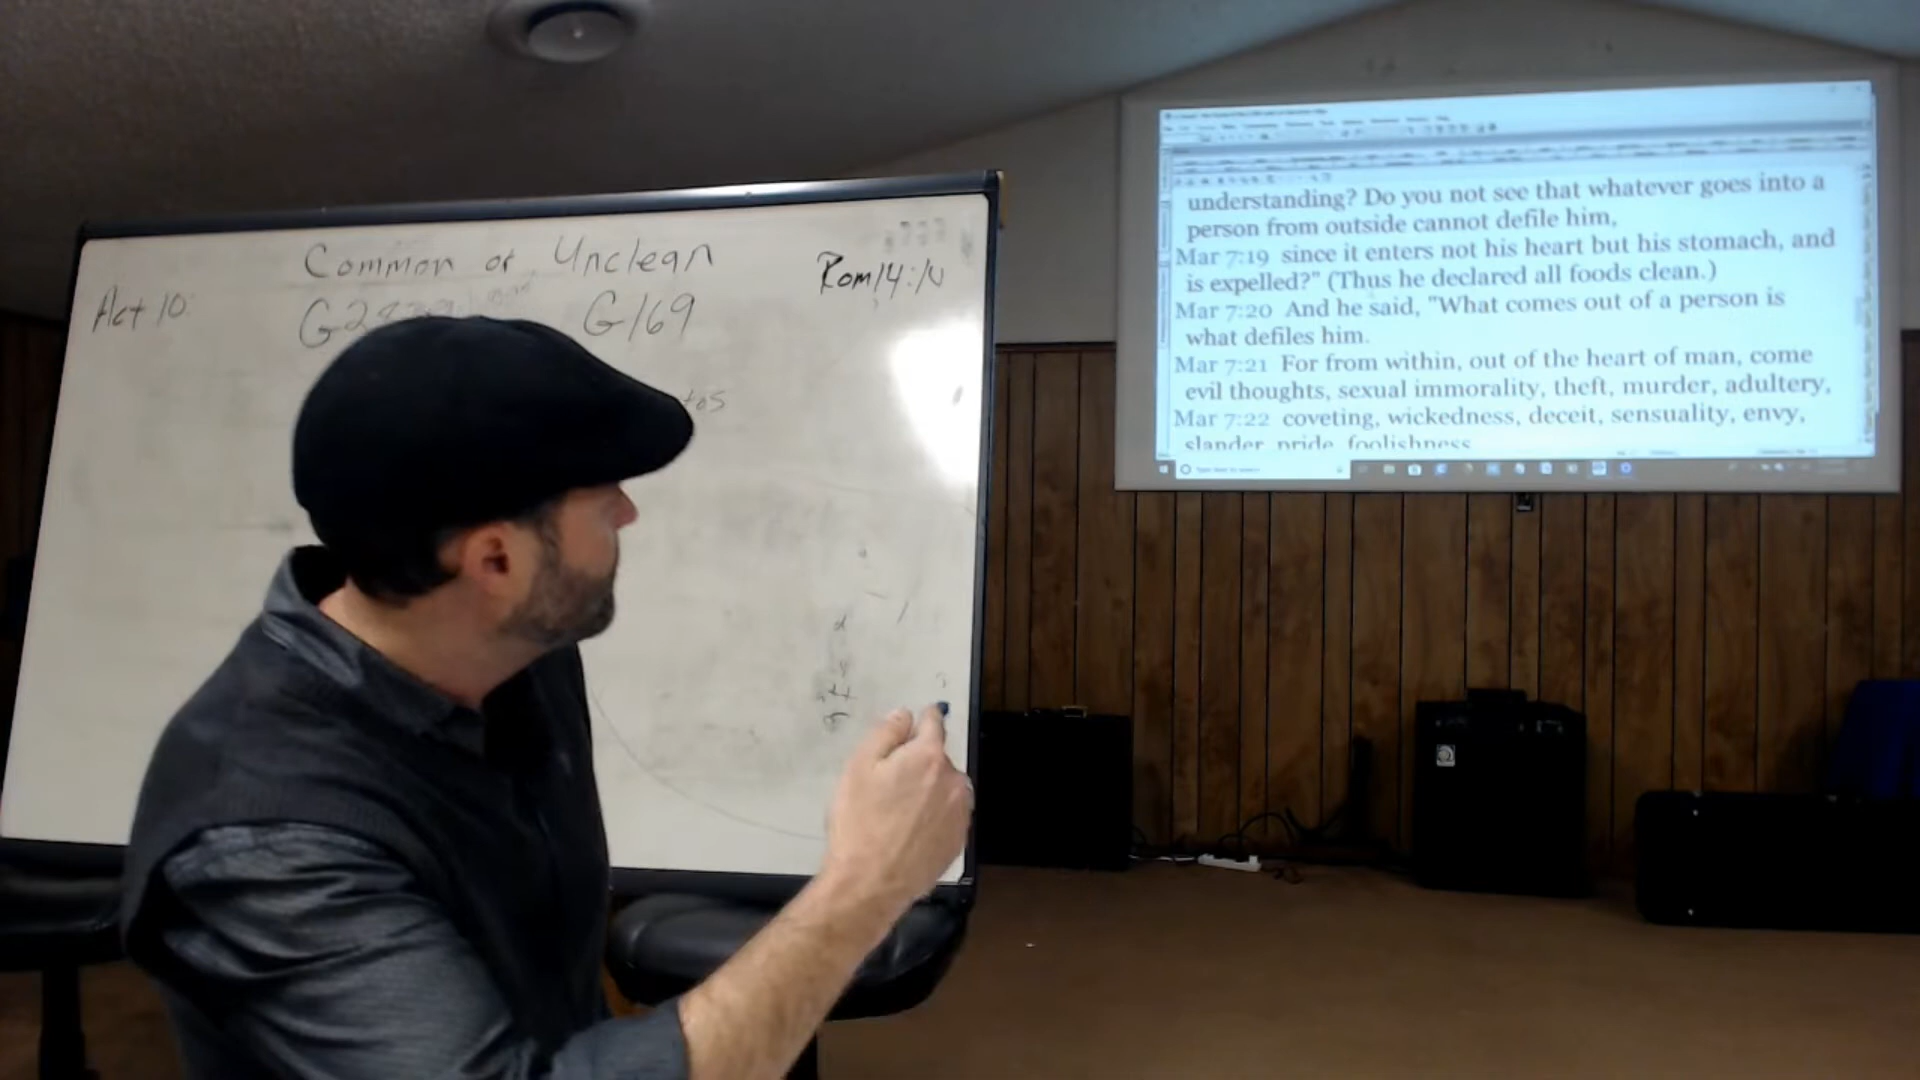 Common or Unclean
Act 10
Rom 14:14
G169
understanding? Do you not see that whatever goes into a
person from outside cannot defile him,
Mar 7:19 since it enters not his heart but his stomach, and
is expelled?" (Thus he declared all foods clean.)
Mar 7:20 And he said, "What comes out of a person is
what defiles him.
Mar 7:21 For from within, out of the heart of man, come
evil thoughts, sexual immorality, theft, murder, adultery,
Mar 7:22 coveting, wickedness, deceit, sensuality, envy,
slander, pride, foolishness